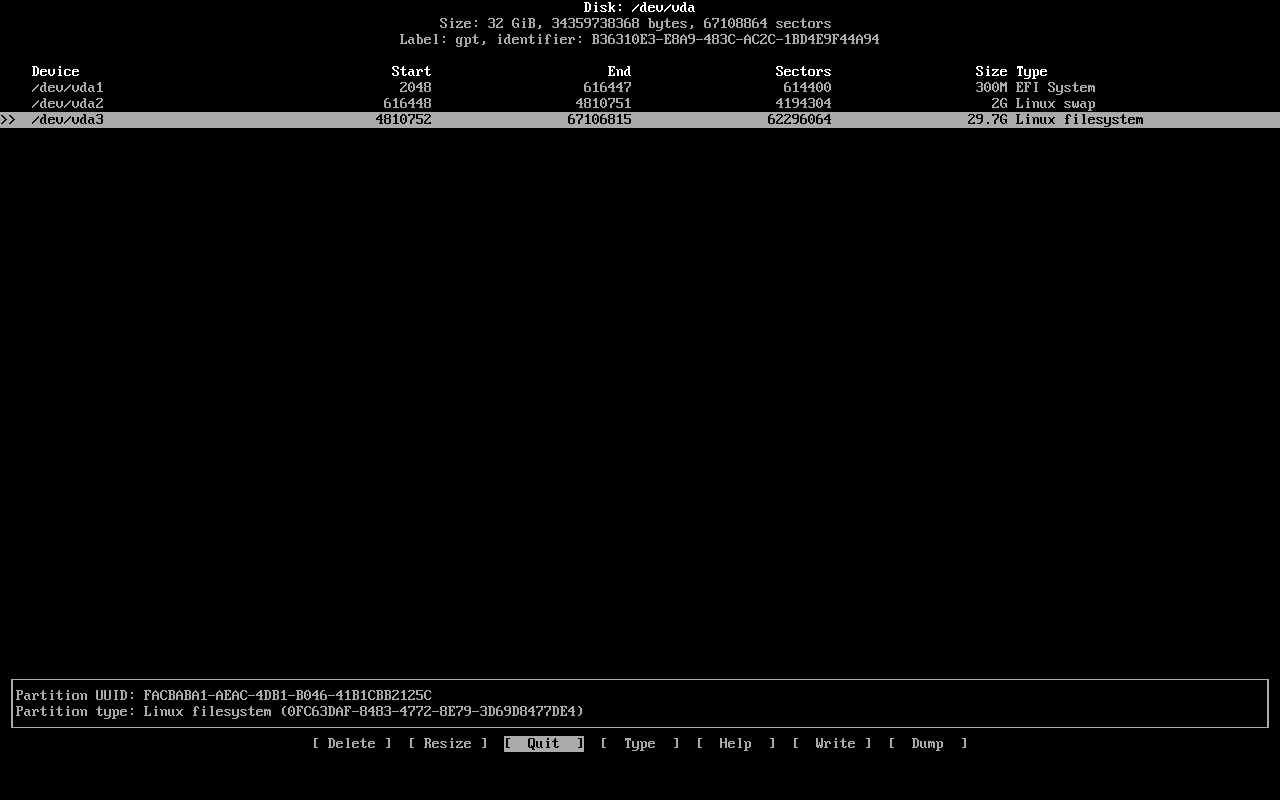 Disk: /dev/vda
Size: 32 GiB, 34359738368 bytes, 67108864 sectors
Label: gpt, identifier: B36310E3-E8A9-483C-AC2C-1BD4E9F44A94
Device Start End Sectors Size Type
/dev/vda1 2048 616447 614400 300M EFI System
/dev/vda2 616448 4810751 4194304 2G Linux swap
>> /dev/vda3 4810752 67106815 62296064 29.7G Linux filesystem
Partition UUID: FACBABA1-AEAC-4DB1-B046-41B1CBB2125C
Partition type: Linux filesystem (0FC63DAF-8483-4772-8E79-3D69D8477DE4)
[ Delete ] [ Resize ] [ Quit ] [ Type ] [ Help ] [ Write ] [ Dump ]